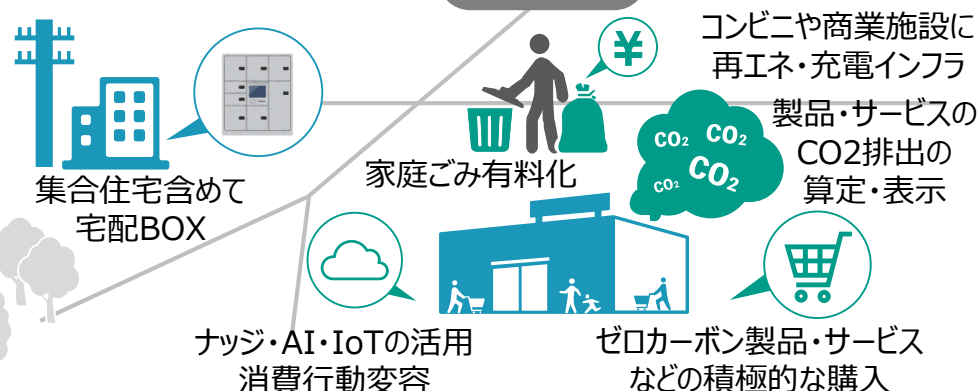 コンビニや商業施設に
再エネ・充電インフラ
¥
製品・サービスの
CO2排出の
算定・表示
CO₂ CO₂
CO₂ CO₂
家庭ごみ有料化
集合住宅含めて
宅配BOX
ナッジ・AI・IoTの活用
消費行動変容
ゼロカーボン製品・サービス
などの積極的な購入